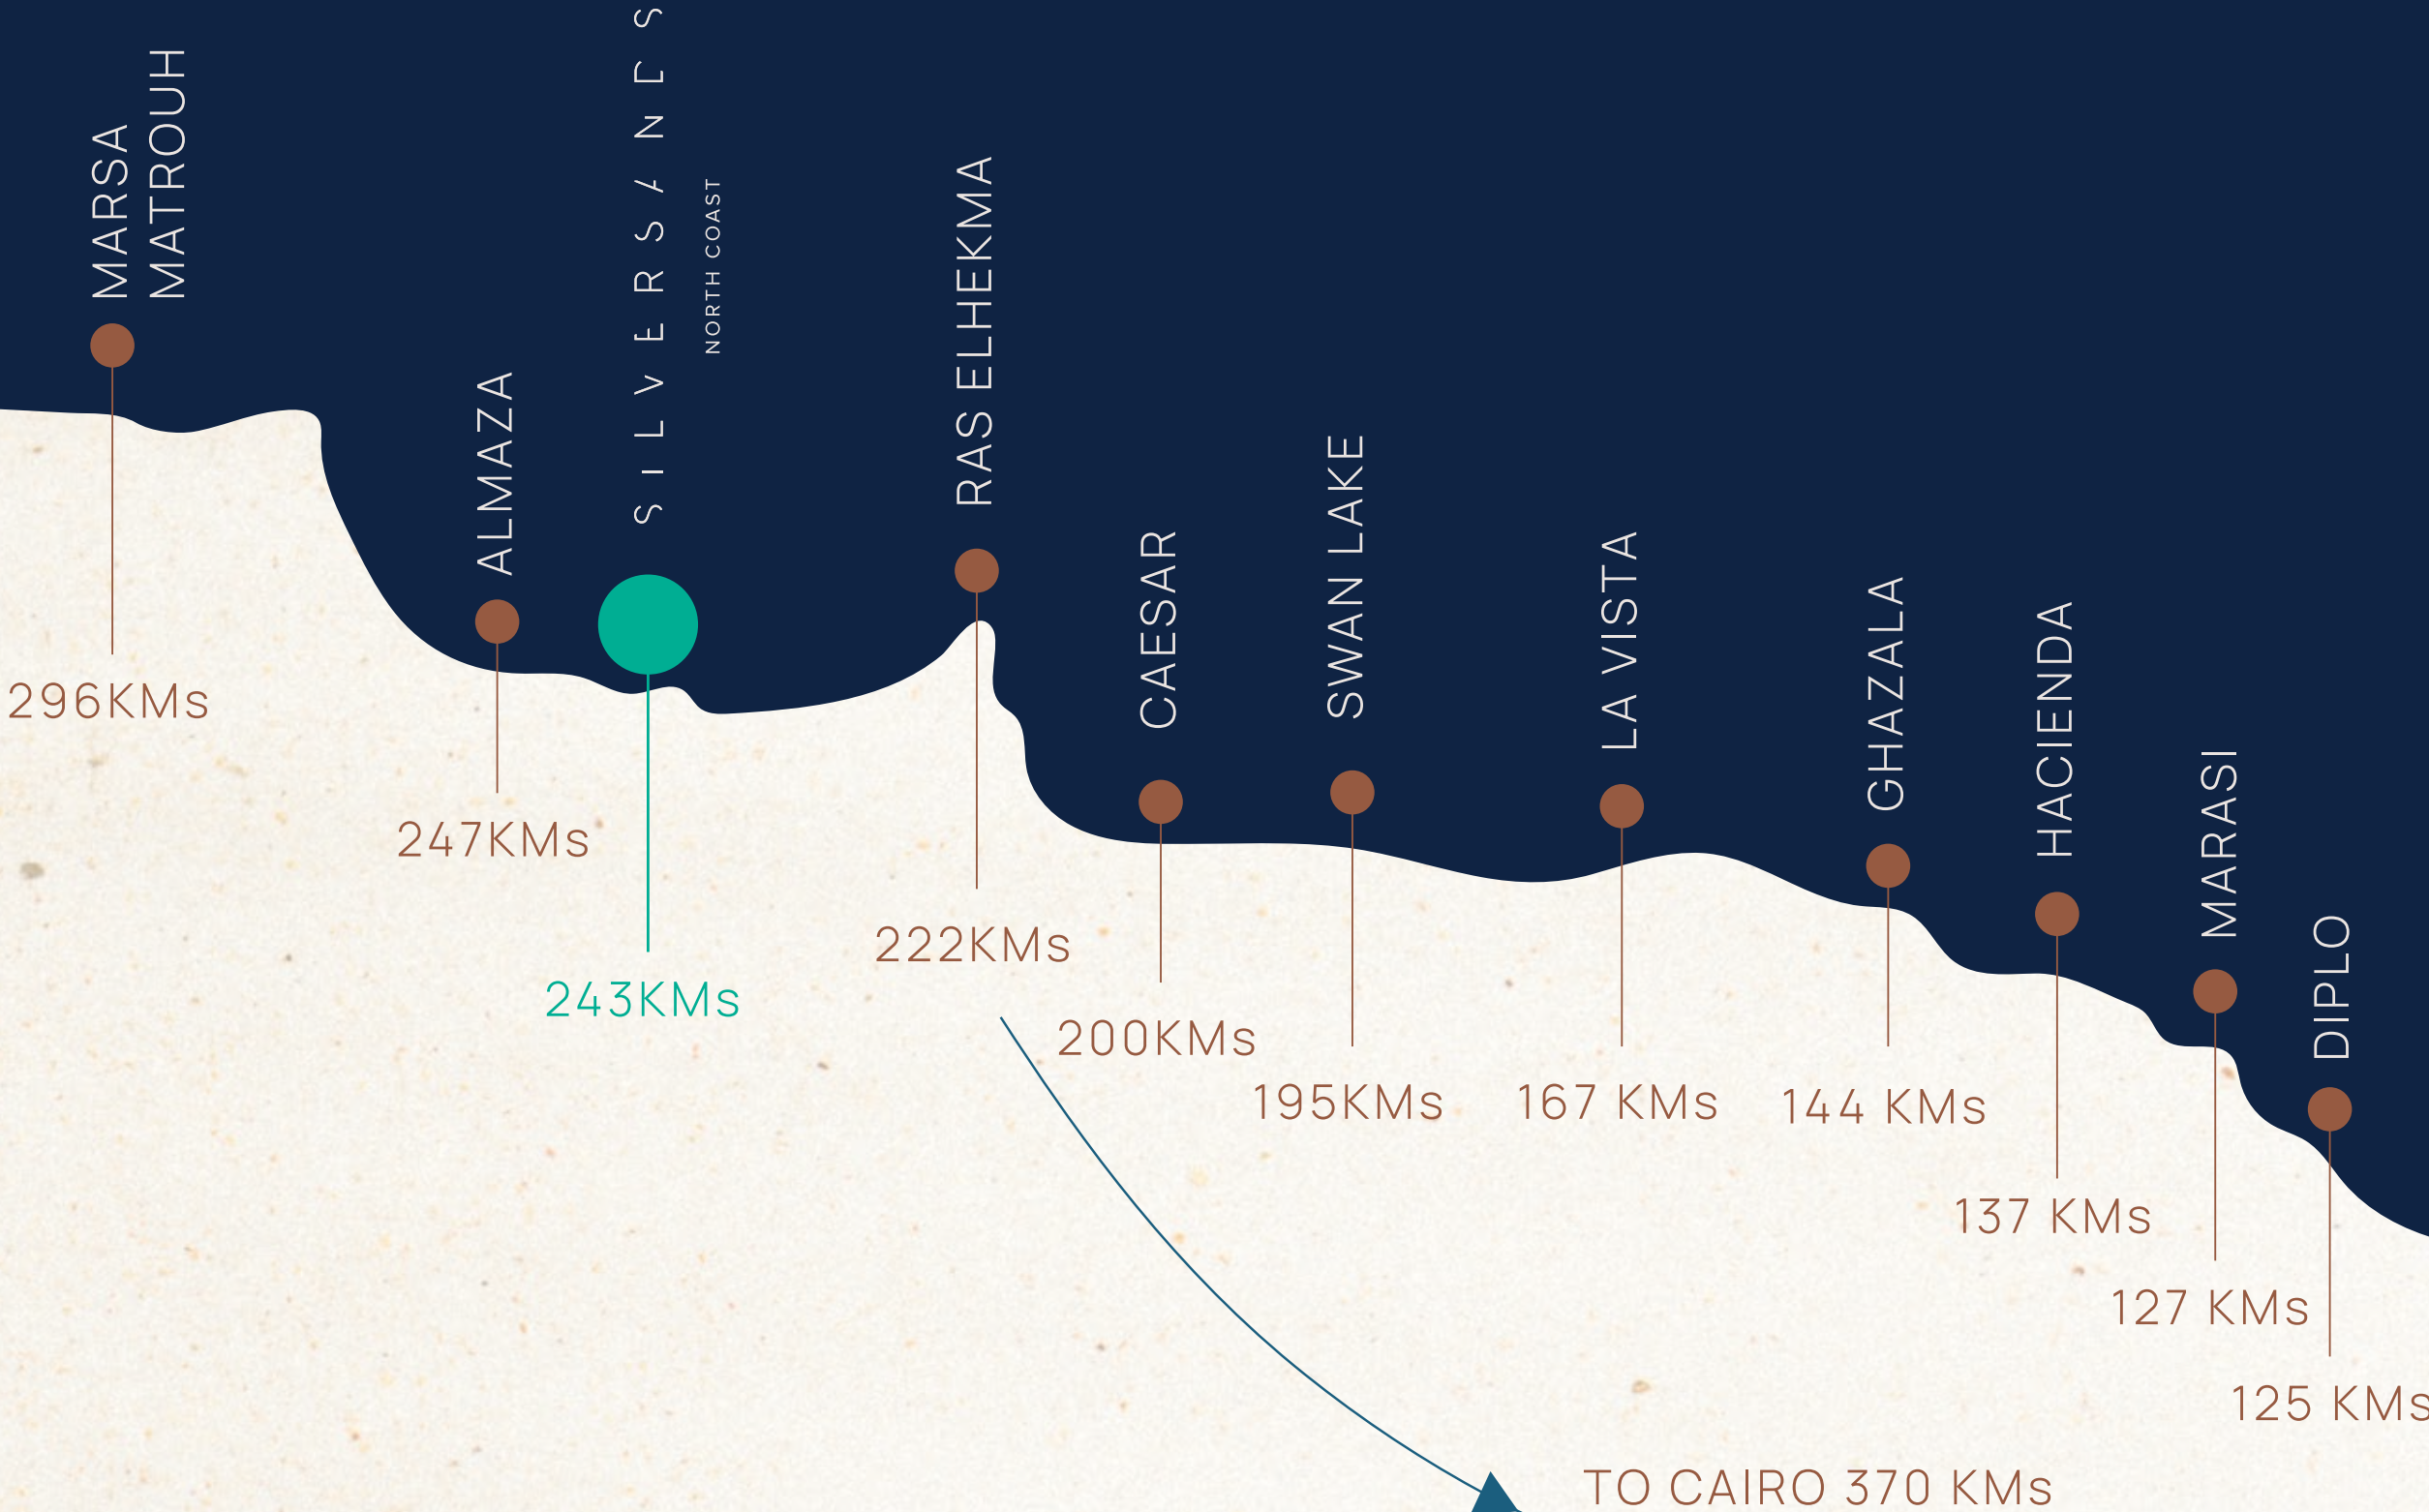 MARSA
MATROUH
296KMs
ALMAZA
247KMs
SILVERSANDS
NORTH COAST
243KMs
RAS ELHEKMA
222KMs
CAESAR
200KMs
SWAN LAKE
195KMs
LA VISTA
167 KMs
GHAZALA
144 KMs
HACIENDA
137 KMs
MARASI
127 KMs
DIPLO
125 KMs
TO CAIRO 370 KMs